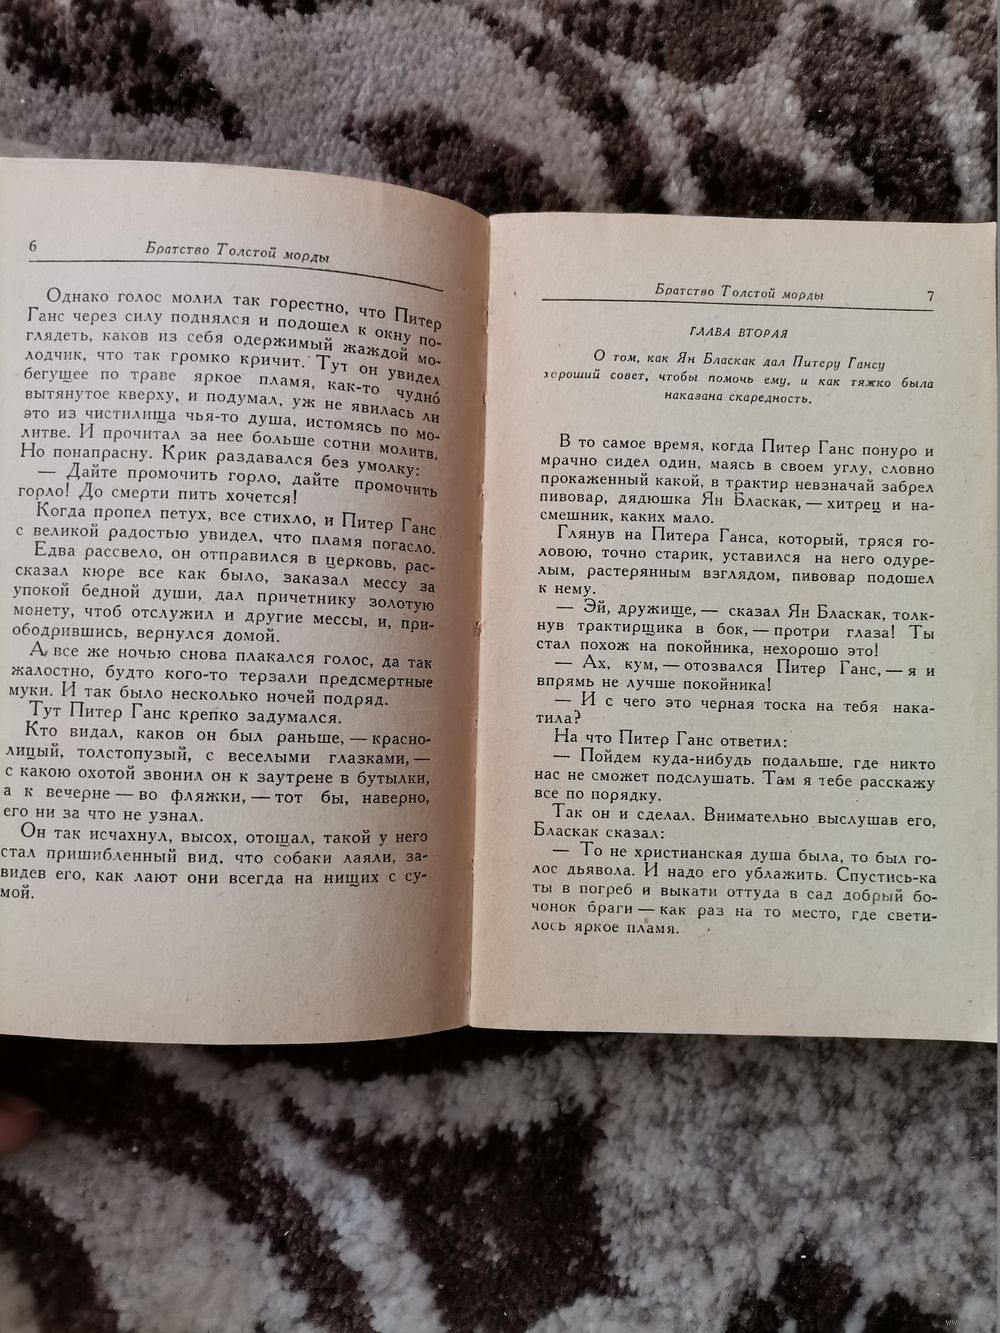 6
Братство Толстой морды
Однако голос молил так горестно, что Питер
Ганс через силу поднялся и подошел к окну по-
глядеть, каков из себя одержимый жаждой мо-
лодчик, что так громко кричит. Тут он увидел
бегущее по траве яркое пламя, как-то чудно́
вытянутое кверху, и подумал, уж не явилась ли
это из чистилища чья-то душа, истомясь по мо-
литве. И прочитал за нее больше сотни молитв.
Но понапрасну. Крик раздавался без умолку:
— Дайте промочить горло, дайте промочить
горло! До смерти пить хочется!
Когда пропел петух, все стихло, и Питер Ганс
с великой радостью увидел, что пламя погасло.
Едва рассвело, он отправился в церковь, рас-
сказал кюре все как было, заказал мессу за
упокой бедной души, дал причетнику золотую
монету, чтоб отслужил и другие мессы, и, при-
ободрившись, вернулся домой.
А все же ночью снова плакался голос, да так
жалостно, будто кого-то терзали предсмертные
муки. И так было несколько ночей подряд.
Тут Питер Ганс крепко задумался.
Кто видал, каков он был раньше, — красно-
лицый, толстопузый, с веселыми глазками, —
с какою охотой звонил он к заутрене в бутылки,
а к вечерне — во фляжки, — тот бы, наверно,
его ни за что не узнал.
Он так исчахнул, высох, отощал, такой у него
стал пришибленный вид, что собаки лаяли, за-
видев его, как лают они всегда на нищих с су-
мой.
Братство Толстой морды
7
ГЛАВА ВТОРАЯ
О том, как Ян Бласкак дал Питеру Гансу
хороший совет, чтобы помочь ему, и как тяжко была
наказана скаредность.
В то самое время, когда Питер Ганс понуро и
мрачно сидел один, маясь в своем углу, словно
прокаженный какой, в трактир невзначай забрел
пивовар, дядюшка Ян Бласкак, — хитрец и на-
смешник, каких мало.
Глянув на Питера Ганса, который, тряся го-
ловою, точно старик, уставился на него одуре-
лым, растерянным взглядом, пивовар подошел
к нему.
— Эй, дружище, — сказал Ян Бласкак, толк-
нув трактирщика в бок, — протри глаза! Ты
стал похож на покойника, нехорошо это!
— Ах, кум, — отозвался Питер Ганс, — я и
впрямь не лучше покойника!
— И с чего это черная тоска на тебя нака-
тила?
На что Питер Ганс ответил:
— Пойдем куда-нибудь подальше, где никто
нас не сможет подслушать. Там я тебе расскажу
все по порядку.
Так он и сделал. Внимательно выслушав его,
Бласкак сказал:
— То не христианская душа была, то был го-
лос дьявола. И надо его ублажить. Спустись-ка
ты в погреб и выкати оттуда в сад добрый бо-
чонок браги — как раз на то место, где свети-
лось яркое пламя.